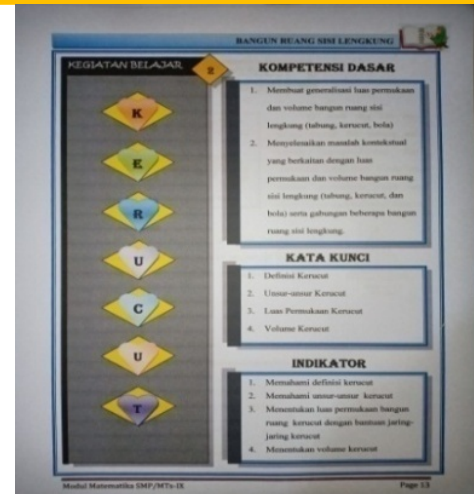 BANGUN RUANG SISI LENGKUNG
KEGIATAN BELAJAR
2
K
E
R
U
C
U
T
KOMPETENSI DASAR
1. Membuat generalisasi luas permukaan
dan volume bangun ruang sisi
lengkung (tabung, kerucut, bola)
2. Menyelesaikan masalah kontekstual
yang berkaitan dengan luas
permukaan dan volume bangun ruang
sisi lengkung (tabung, kerucut, dan
bola) serta gabungan beberapa bangun
ruang sisi lengkung.
KATA KUNCI
1. Definisi Kerucut
2. Unsur-unsur Kerucut
3. Luas Permukaan Kerucut
4. Volume Kerucut
INDIKATOR
1. Memahami definisi kerucut
2. Memahami unsur-unsur kerucut
3. Menentukan luas permukaan bangun
ruang kerucut dengan bantuan jaring-
jaring kerucut
4. Menentukan volume kerucut
Modul Matematika SMP/MTs-IX
Page 13